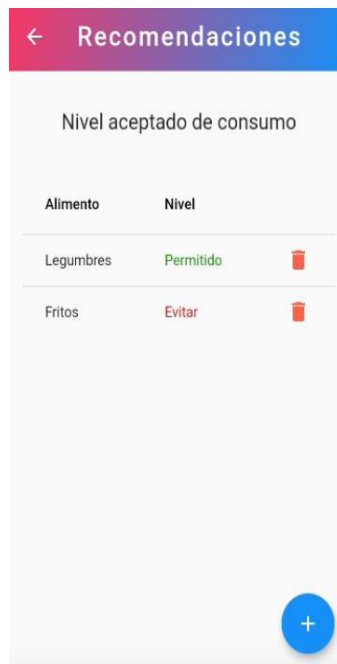 Recomendaciones
Nivel aceptado de consumo
Alimento Nivel
Legumbres Permitido
Fritos Evitar